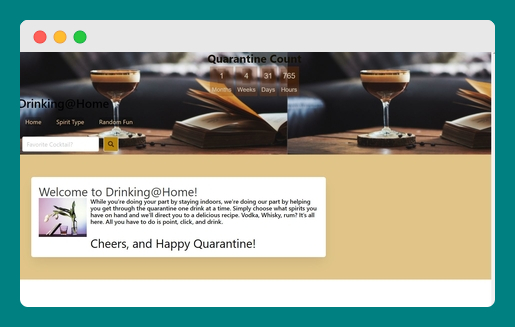 Quarantine Count
1 4 31 765
Months Weeks Days Hours
Drinking@Home
Home Spirit Type Random Fun
Favorite Cocktail?
Welcome to Drinking@Home!
While you're doing your part by staying indoors, we're doing our part by helping
you get through the quarantine one drink at a time. Simply choose what spirits you
have on hand and we'll direct you to a delicious recipe. Vodka, Whisky, rum? It's all
here. All you have to do is point, click, and drink.
Cheers, and Happy Quarantine!